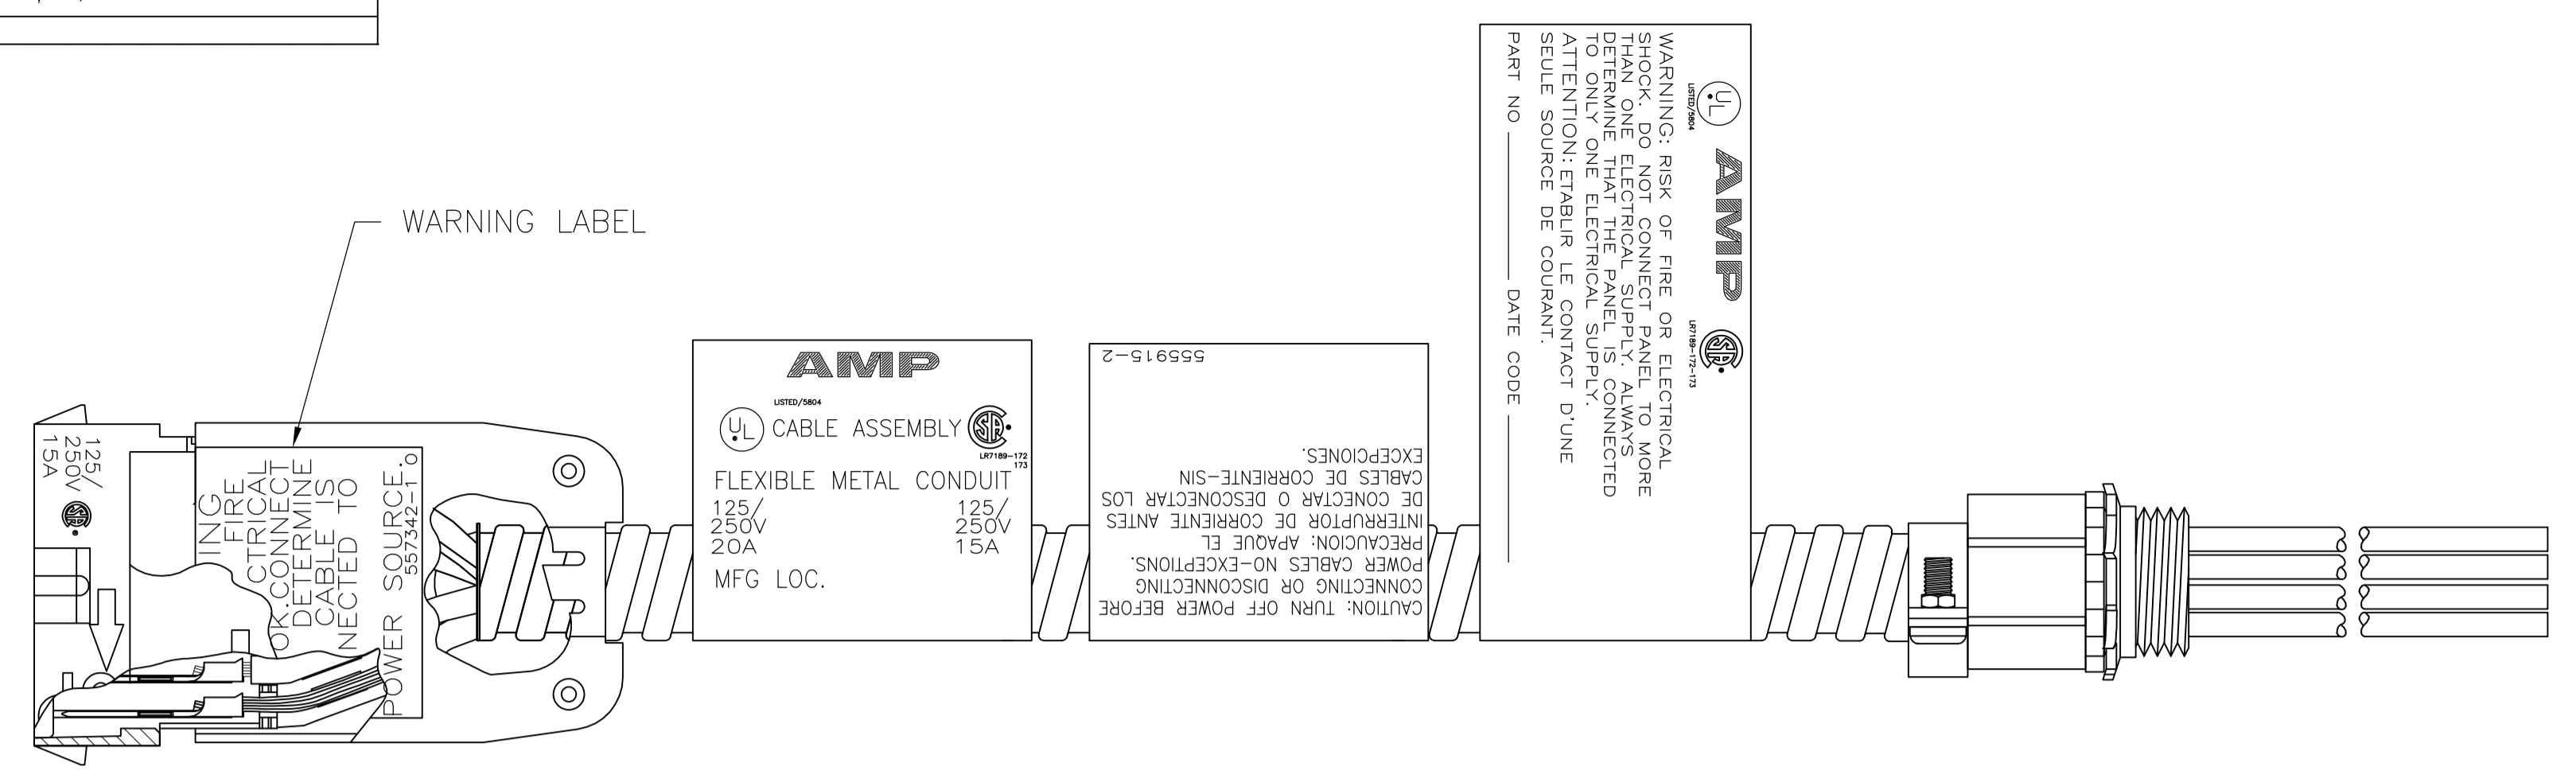 WARNING LABEL
125/
250V
15A
ING
FIRE
CTRICAL
OK.CONNECT
DETERMINE
CABLE IS
NECTED TO
POWER SOURCE.
557342-1 O
AMP
LISTED/5804
UL CABLE ASSEMBLY SA
LR7189-172
173
FLEXIBLE METAL CONDUIT
125/ 125/
250V 250V
20A 15A
MFG LOC.
CAUTION: TURN OFF POWER BEFORE
CONNECTING OR DISCONNECTING
POWER CABLES NO-EXCEPTIONS.
PRECAUCION: APAQUE EL
INTERRUPTOR DE CORRIENTE ANTES
DE CONECTAR O DESCONECTAR LOS
CABLES DE CORRIENTE-SIN
EXCEPCIONES.
555915-2
UL AMP SA
LISTED/5804 LR7189-172-173
WARNING: RISK OF FIRE OR ELECTRICAL
SHOCK. DO NOT CONNECT PANEL TO MORE
THAN ONE ELECTRICAL SUPPLY. ALWAYS
DETERMINE THAT THE PANEL IS CONNECTED
TO ONLY ONE ELECTRICAL SUPPLY.
ATTENTION: ETABLIR LE CONTACT D'UNE
SEULE SOURCE DE COURANT.
PART NO DATE CODE